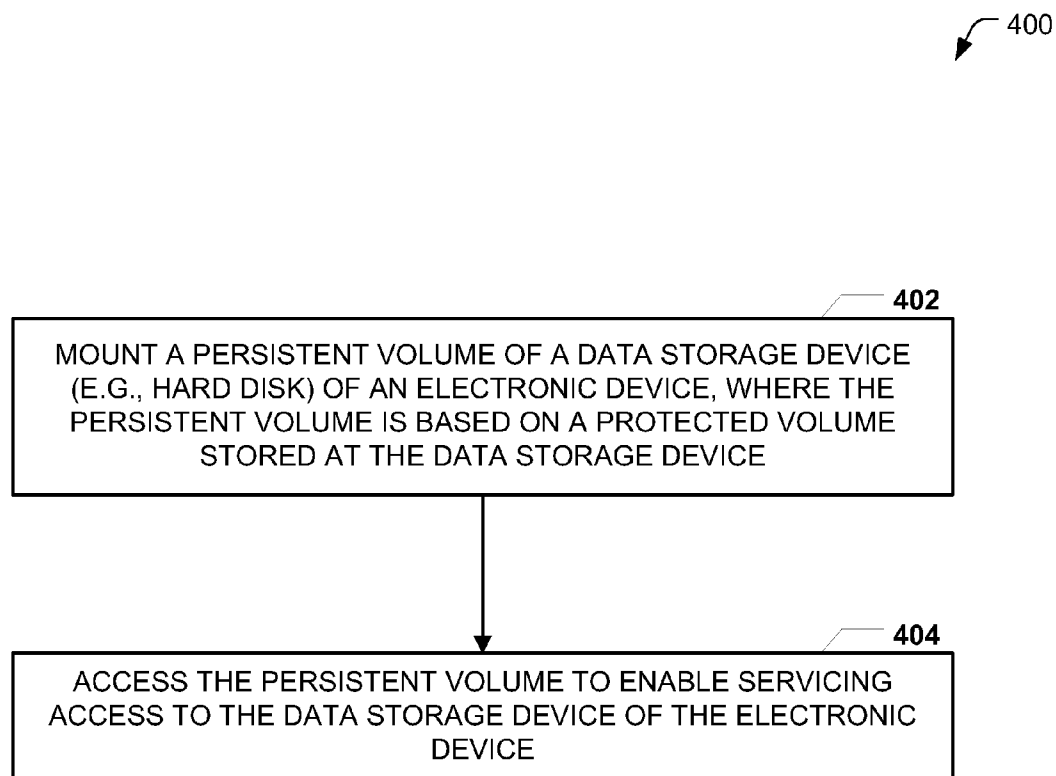 400
402
MOUNT A PERSISTENT VOLUME OF A DATA STORAGE DEVICE
(E.G., HARD DISK) OF AN ELECTRONIC DEVICE, WHERE THE
PERSISTENT VOLUME IS BASED ON A PROTECTED VOLUME
STORED AT THE DATA STORAGE DEVICE
404
ACCESS THE PERSISTENT VOLUME TO ENABLE SERVICING
ACCESS TO THE DATA STORAGE DEVICE OF THE ELECTRONIC
DEVICE